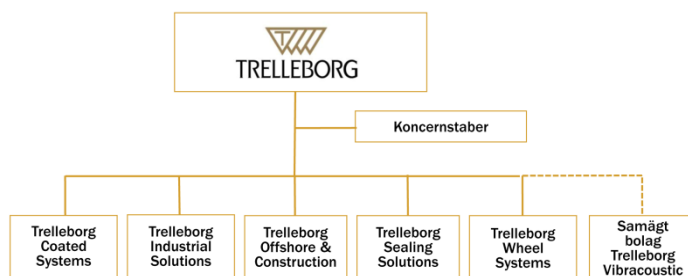 T
TRELLEBORG
Koncernstaber
Trelleborg
Coated
Systems
Trelleborg
Industrial
Solutions
Trelleborg
Offshore &
Construction
Trelleborg
Sealing
Solutions
Trelleborg
Wheel
Systems
Samägt
bolag
Trelleborg
Vibracoustic